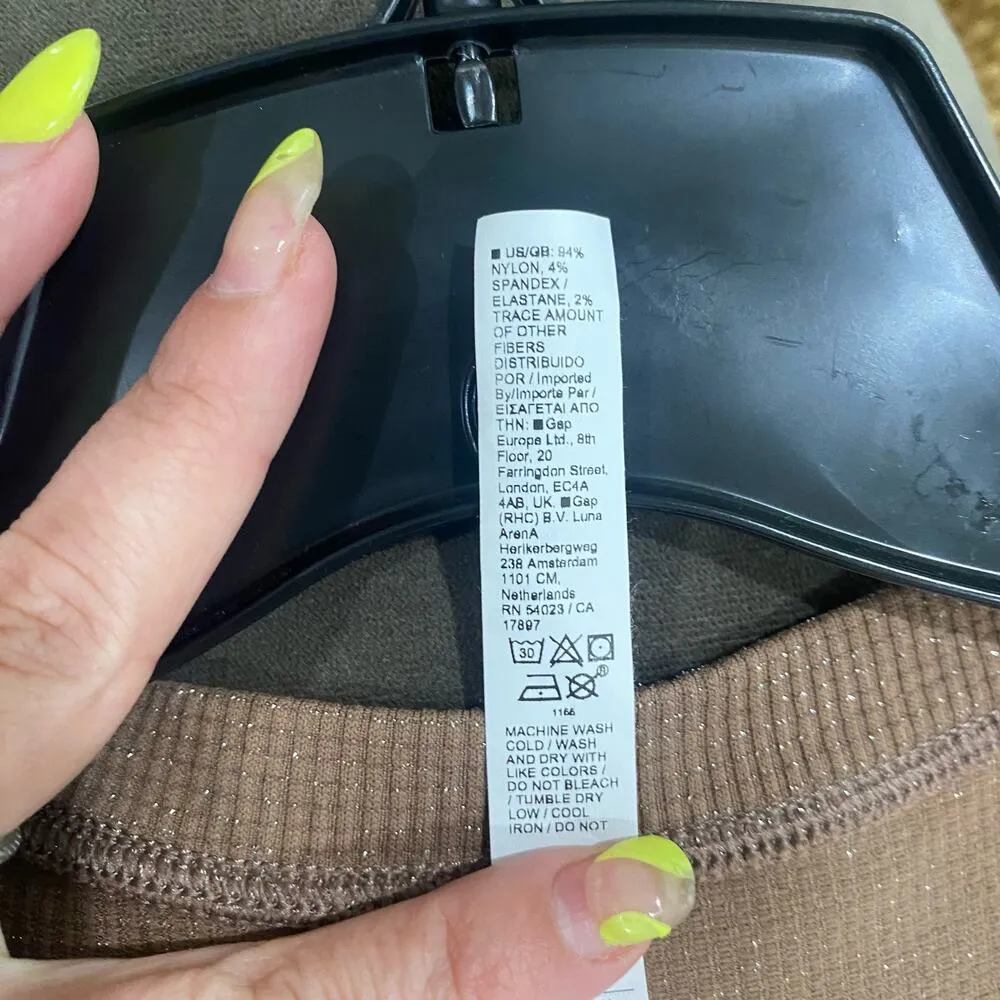 ■ US/GB: 94%
NYLON, 4%
SPANDEX /
ELASTANE, 2%
TRACE AMOUNT
OF OTHER
FIBERS
DISTRIBUIDO
POR / Imported
By/Importe Par /
ΕΙΣΑΓΕΤΑΙ ΑΠΟ
ΤΗΝ: ■ Gap
Europe Ltd., 8th
Floor, 20
Farringdon Street,
London, EC4A
4AB, UK. ■ Gap
(RHC) B.V. Luna
ArenA
Herikerbergweg
238 Amsterdam
1101 CM,
Netherlands
RN 54023 / CA
17897
30
1166
MACHINE WASH
COLD / WASH
AND DRY WITH
LIKE COLORS /
DO NOT BLEACH
/ TUMBLE DRY
LOW / COOL
IRON / DO NOT